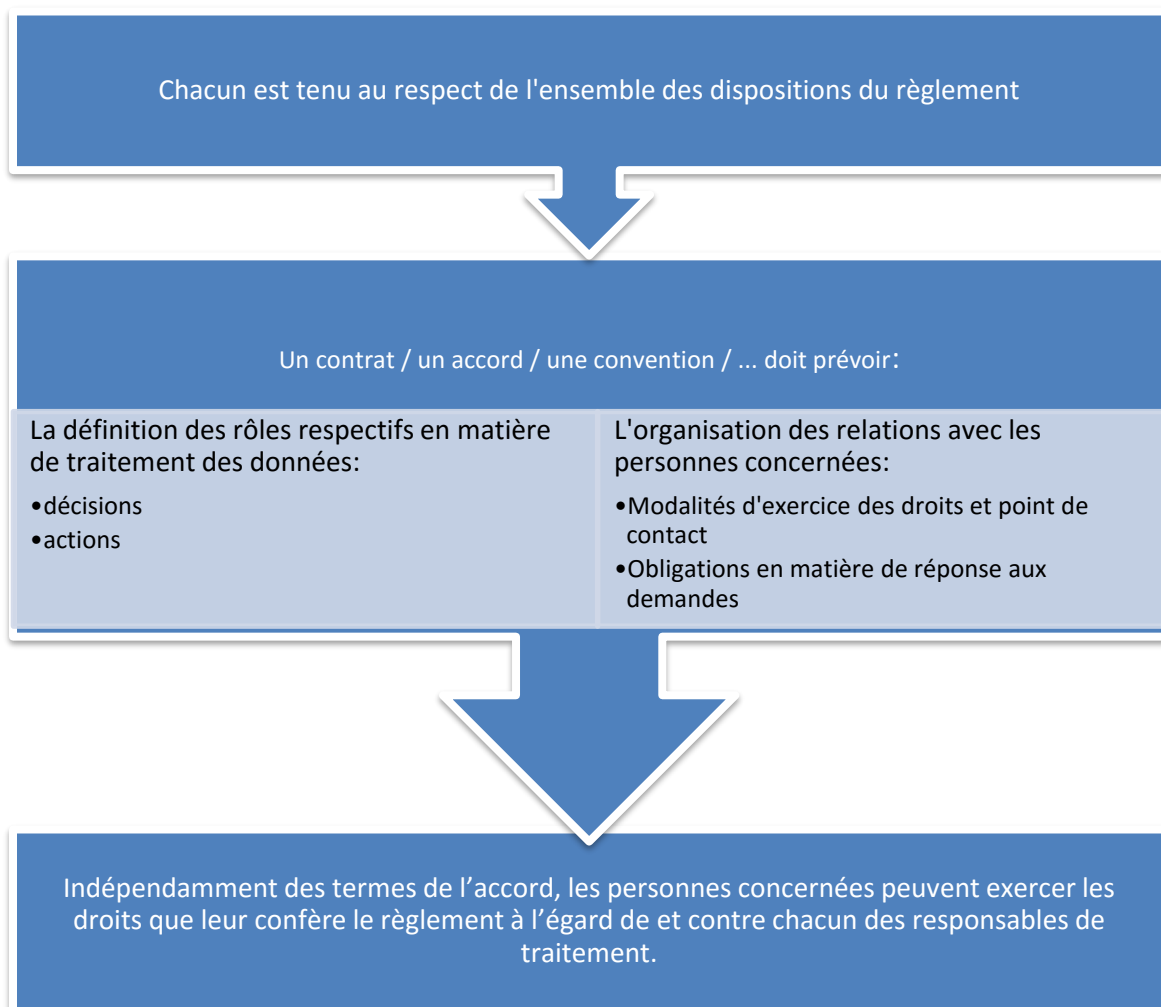 Chacun est tenu au respect de l'ensemble des dispositions du règlement
Un contrat / un accord / une convention / ... doit prévoir:
La définition des rôles respectifs en matière
de traitement des données:
•décisions
•actions
L'organisation des relations avec les
personnes concernées:
•Modalités d'exercice des droits et point de
contact
•Obligations en matière de réponse aux
demandes
Indépendamment des termes de l’accord, les personnes concernées peuvent exercer les
droits que leur confère le règlement à l’égard de et contre chacun des responsables de
traitement.